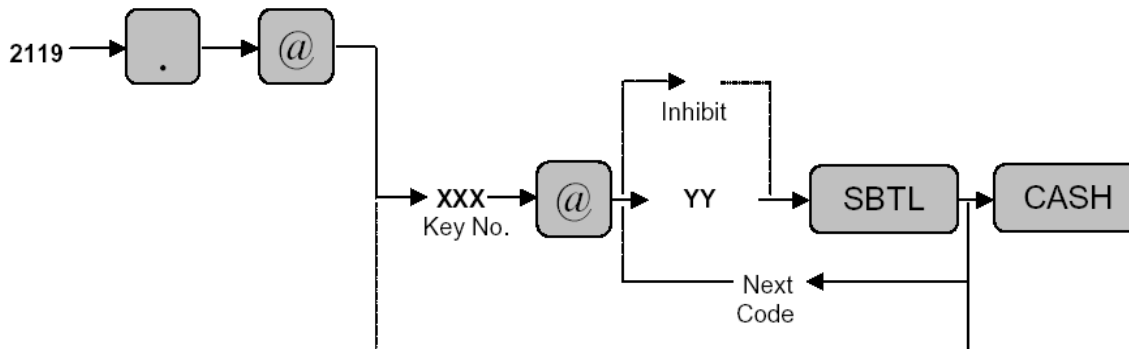 2119
.
@
Inhibit
XXX
Key No.
@
YY
SBTL
CASH
Next
Code